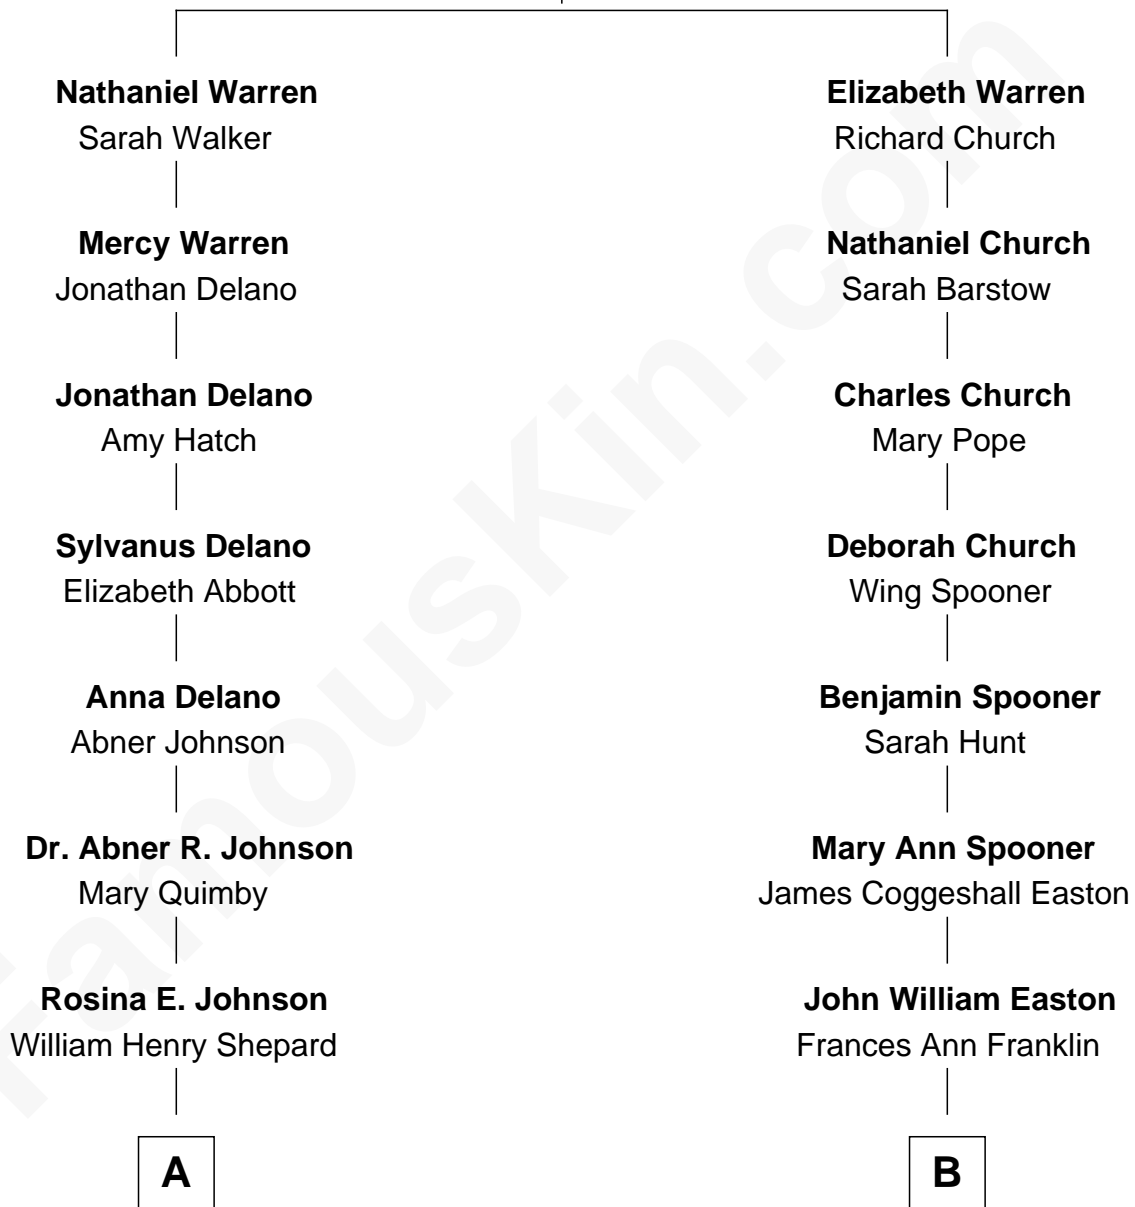 Nathaniel Warren
Sarah Walker
Mercy Warren
Jonathan Delano
Jonathan Delano
Amy Hatch
Sylvanus Delano
Elizabeth Abbott
Anna Delano
Abner Johnson
Dr. Abner R. Johnson
Mary Quimby
Rosina E. Johnson
William Henry Shepard
A
Elizabeth Warren
Richard Church
Nathaniel Church
Sarah Barstow
Charles Church
Mary Pope
Deborah Church
Wing Spooner
Benjamin Spooner
Sarah Hunt
Mary Ann Spooner
James Coggeshall Easton
John William Easton
Frances Ann Franklin
B
FamousKin.com